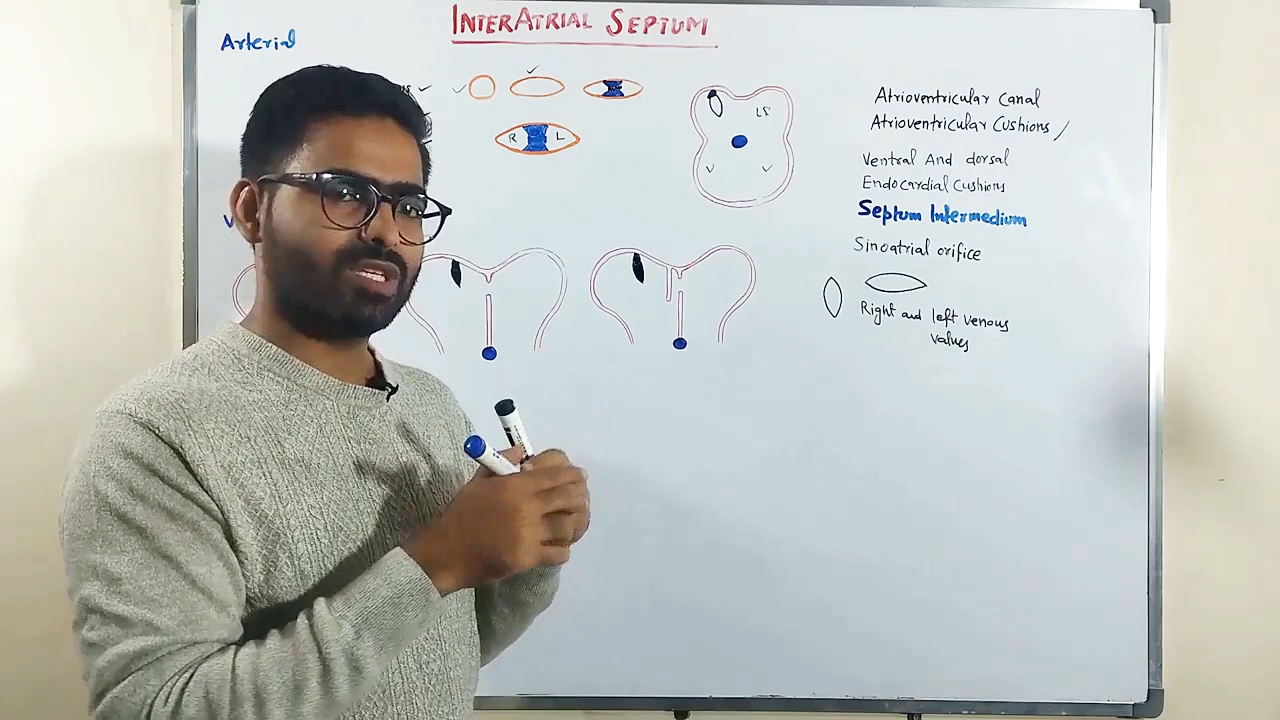 INTERATRIAL SEPTUM
Arterial
R L
LS
Atrioventricular Canal
Atrioventricular Cushions /
Ventral And dorsal
Endocardial Cushions
Septum Intermedium
Sinoatrial orifice
Right and left venous
valves